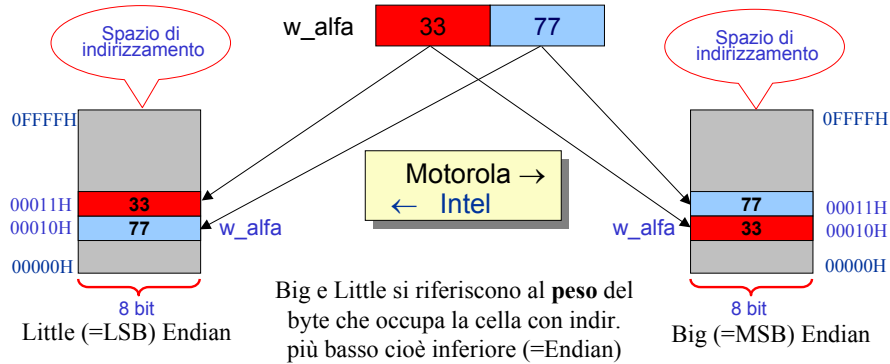 w_alfa
33 77
Spazio di
indirizzamento
Spazio di
indirizzamento
0FFFFH
0FFFFH
Motorola →
← Intel
00011H
33
77
00011H
00010H
77
w_alfa
w_alfa
33
00010H
00000H
00000H
8 bit
8 bit
Little (=LSB) Endian
Big (=MSB) Endian
Big e Little si riferiscono al peso del
byte che occupa la cella con indir.
più basso cioè inferiore (=Endian)